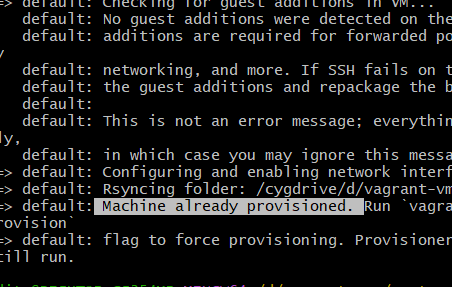 => default: Checking for guest additions in VM...
default: No guest additions were detected on the
default: additions are required for forwarded po
default: networking, and more. If SSH fails on t
default: the guest additions and repackage the b
default:
default: This is not an error message; everythin
ly,
default: in which case you may ignore this messa
=> default: Configuring and enabling network interf
=> default: Rsyncing folder: /cygdrive/d/vagrant-vm
=> default: Machine already provisioned. Run `vagra
rovision`
=> default: flag to force provisioning. Provisioner
till run.